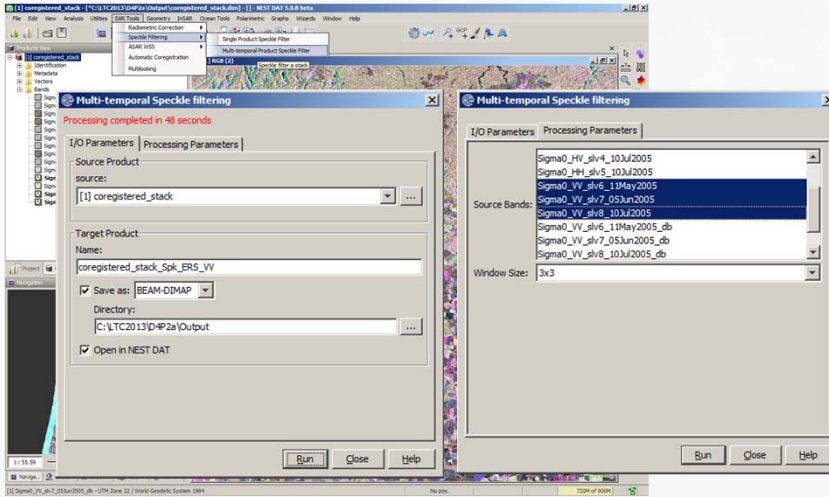 [1] coregistered_stack - [C:\LTC2013\D4P2a\Output\coregistered_stack.dim] - [] - NEST DAT 5.0.8 beta
File Edit View Analysis Utilities SAR Tools Geometry InSAR Ocean Tools Polarimetric Graphs Wizards Window Help
Radiometric Correction
Speckle Filtering
ASAR WSS
Automatic Coregistration
Multilooking
Single Product Speckle Filter
Multi-temporal Product Speckle Filter
Speckle filter a stack
Products View
[1] coregistered_stack
Identification
Metadata
Vectors
Bands
RGB (2)
Multi-temporal Speckle filtering
Processing completed in 48 seconds
I/O Parameters Processing Parameters
Source Product
source:
[1] coregistered_stack
...
Target Product
Name:
coregistered_stack_Spk_ERS_VV
Save as: BEAM-DIMAP
Directory:
C:\LTC2013\D4P2a\Output
...
Open in NEST DAT
Run Close Help
Multi-temporal Speckle filtering
I/O Parameters Processing Parameters
Source Bands:
Sigma0_HV_slv4_10Jul2005
Sigma0_HH_slv5_10Jul2005
Sigma0_VV_slv6_11May2005
Sigma0_VV_slv7_05Jun2005
Sigma0_VV_slv8_10Jul2005
Sigma0_VV_slv6_11May2005_db
Sigma0_VV_slv7_05Jun2005_db
Sigma0_VV_slv8_10Jul2005_db
Window Size: 3x3
Run Close Help
Project
Navigation
1:55.59
Naviga..
[1] Sigma0_VV_slv7_05Jun2005_db - UTM Zone 32 / World Geodetic System 1984
No pos.
720M of 906M